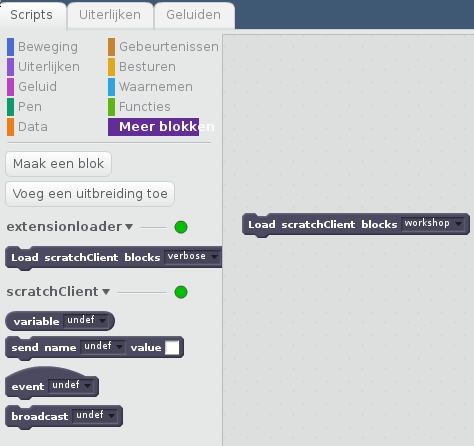 Scripts Uiterlijken Geluiden
Beweging Gebeurtenissen
Uiterlijken Besturen
Geluid Waarnemen
Pen Functies
Data Meer blokken
Maak een blok
Voeg een uitbreiding toe
extensionloader
Load scratchClient blocks verbose
scratchClient
variable undef
send name undef value
event undef
broadcast undef
Load scratchClient blocks workshop